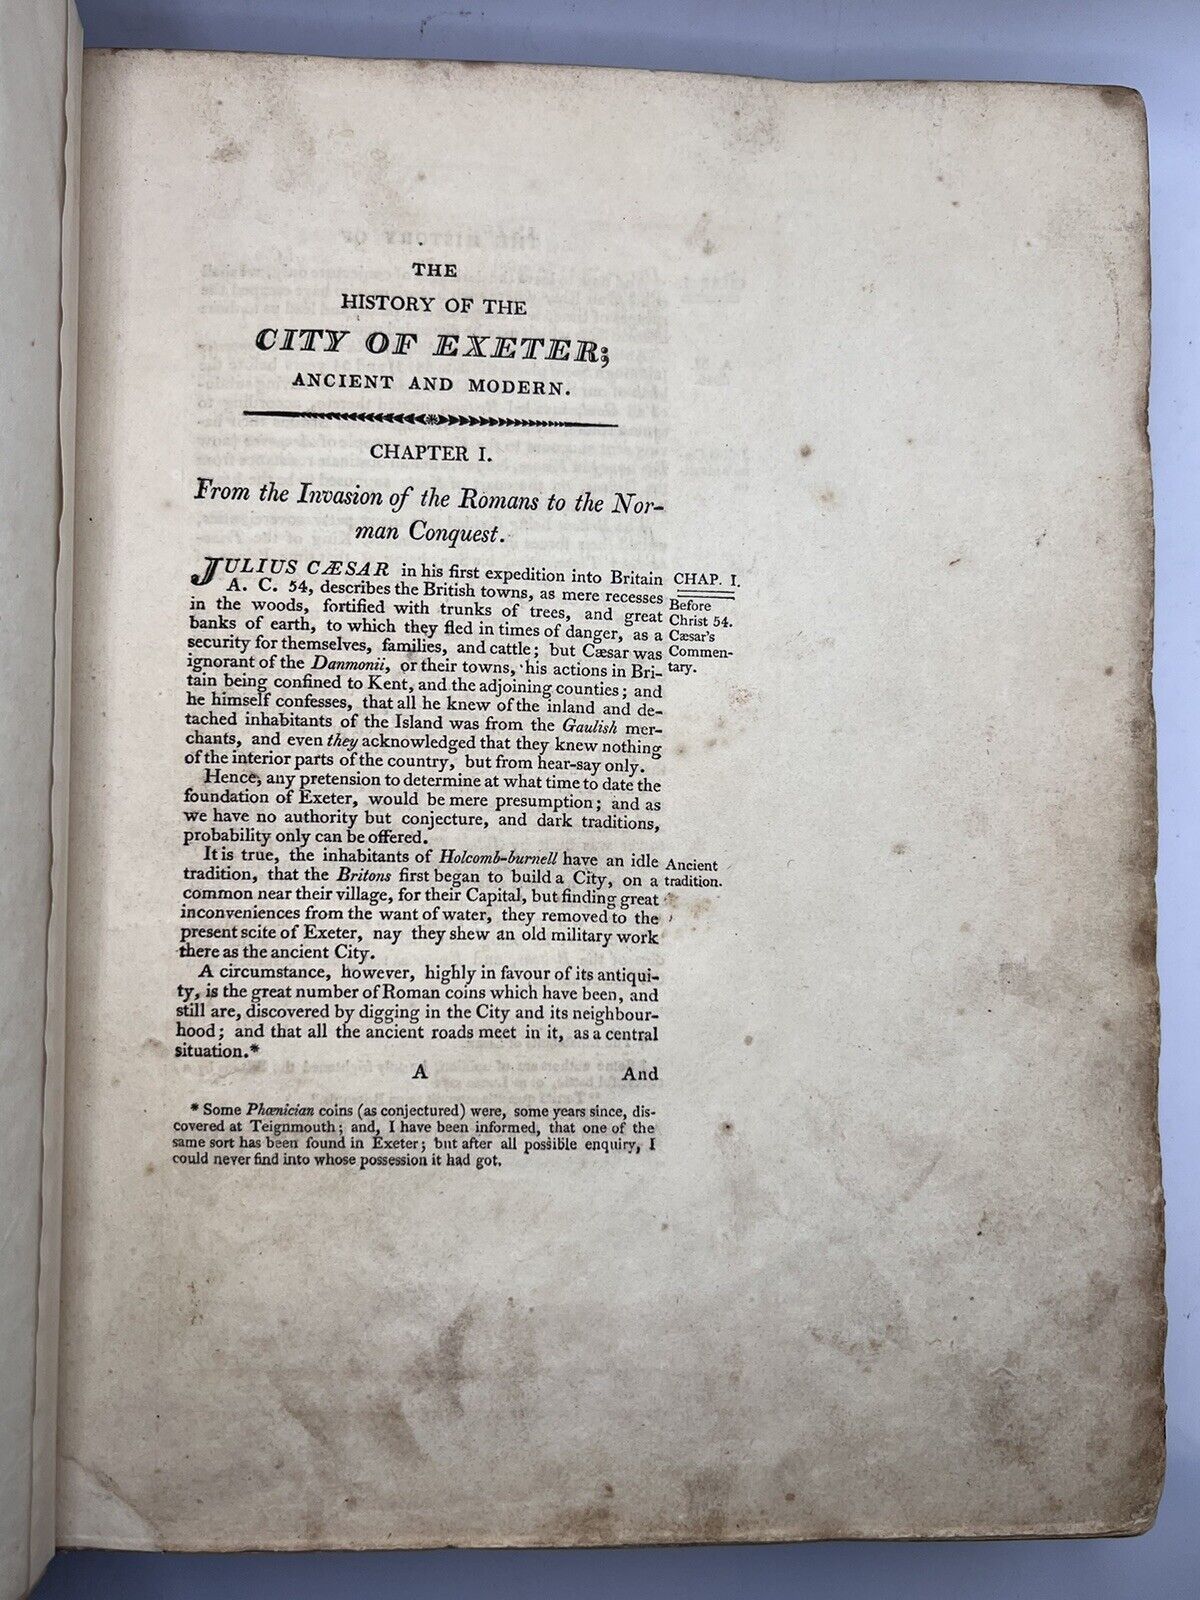 THE
HISTORY OF THE
CITY OF EXETER;
ANCIENT AND MODERN.
CHAPTER I.
From the Invasion of the Romans to the Nor-
man Conquest.
JULIUS CÆSAR in his first expedition into Britain
A. C. 54, describes the British towns, as mere recesses
in the woods, fortified with trunks of trees, and great
banks of earth, to which they fled in times of danger, as a
security for themselves, families, and cattle; but Cæsar was
ignorant of the Danmonii, or their towns, his actions in Bri-
tain being confined to Kent, and the adjoining counties; and
he himself confesses, that all he knew of the inland and de-
tached inhabitants of the Island was from the Gaulish mer-
chants, and even they acknowledged that they knew nothing
of the interior parts of the country, but from hear-say only.
CHAP. I.
Before
Christ 54.
Cæsar's
Commen-
tary.
Hence, any pretension to determine at what time to date the
foundation of Exeter, would be mere presumption; and as
we have no authority but conjecture, and dark traditions,
probability only can be offered.
It is true, the inhabitants of Holcomb-burnell have an idle
tradition, that the Britons first began to build a City, on a
common near their village, for their Capital, but finding great
inconveniences from the want of water, they removed to the
present scite of Exeter, nay they shew an old military work
there as the ancient City.
Ancient
tradition.
A circumstance, however, highly in favour of its antiqui-
ty, is the great number of Roman coins which have been, and
still are, discovered by digging in the City and its neighbour-
hood; and that all the ancient roads meet in it, as a central
situation.*
A And
* Some Phœnician coins (as conjectured) were, some years since, dis-
covered at Teignmouth; and, I have been informed, that one of the
same sort has been found in Exeter; but after all possible enquiry, I
could never find into whose possession it had got.